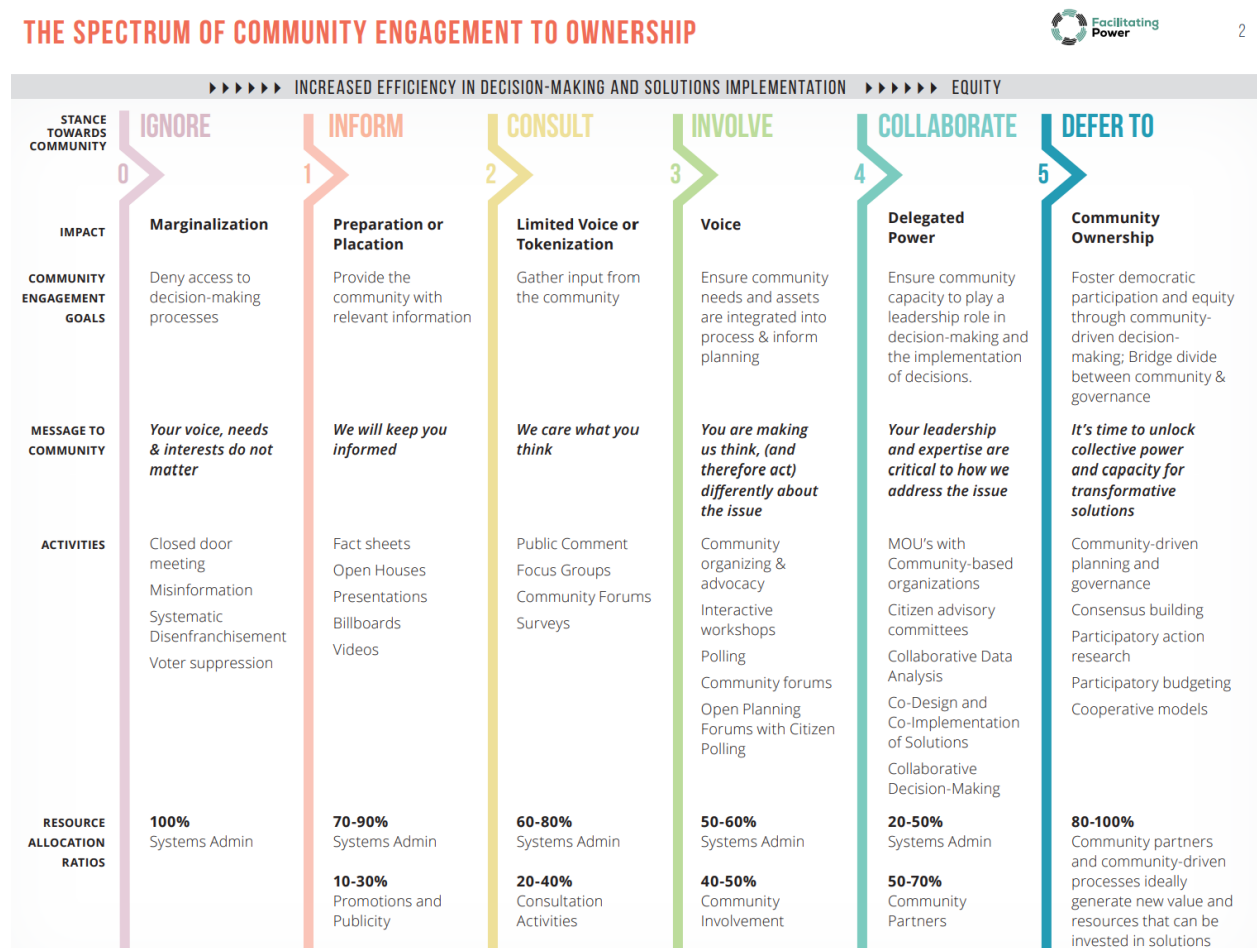 THE SPECTRUM OF COMMUNITY ENGAGEMENT TO OWNERSHIP
Facilitating
Power
2
INCREASED EFFICIENCY IN DECISION-MAKING AND SOLUTIONS IMPLEMENTATION EQUITY
STANCE
TOWARDS
COMMUNITY
IGNORE
0
INFORM
1
CONSULT
2
INVOLVE
3
COLLABORATE
4
DEFER TO
5
IMPACT
Marginalization
Preparation or
Placation
Limited Voice or
Tokenization
Voice
Delegated
Power
Community
Ownership
COMMUNITY
ENGAGEMENT
GOALS
Deny access to
decision-making
processes
Provide the
community with
relevant information
Gather input from
the community
Ensure community
needs and assets
are integrated into
process & inform
planning
Ensure community
capacity to play a
leadership role in
decision-making and
the implementation
of decisions.
Foster democratic
participation and equity
through community-
driven decision-
making; Bridge divide
between community &
governance
MESSAGE TO
COMMUNITY
Your voice, needs
& interests do not
matter
We will keep you
informed
We care what you
think
You are making
us think, (and
therefore act)
differently about
the issue
Your leadership
and expertise are
critical to how we
address the issue
It's time to unlock
collective power
and capacity for
transformative
solutions
ACTIVITIES
Closed door
meeting
Misinformation
Systematic
Disenfranchisement
Voter suppression
Fact sheets
Open Houses
Presentations
Billboards
Videos
Public Comment
Focus Groups
Community Forums
Surveys
Community
organizing &
advocacy
Interactive
workshops
Polling
Community forums
Open Planning
Forums with Citizen
Polling
MOU's with
Community-based
organizations
Citizen advisory
committees
Collaborative Data
Analysis
Co-Design and
Co-Implementation
of Solutions
Collaborative
Decision-Making
Community-driven
planning and
governance
Consensus building
Participatory action
research
Participatory budgeting
Cooperative models
RESOURCE
ALLOCATION
RATIOS
100%
Systems Admin
70-90%
Systems Admin
10-30%
Promotions and
Publicity
60-80%
Systems Admin
20-40%
Consultation
Activities
50-60%
Systems Admin
40-50%
Community
Involvement
20-50%
Systems Admin
50-70%
Community
Partners
80-100%
Community partners
and community-driven
processes ideally
generate new value and
resources that can be
invested in solutions